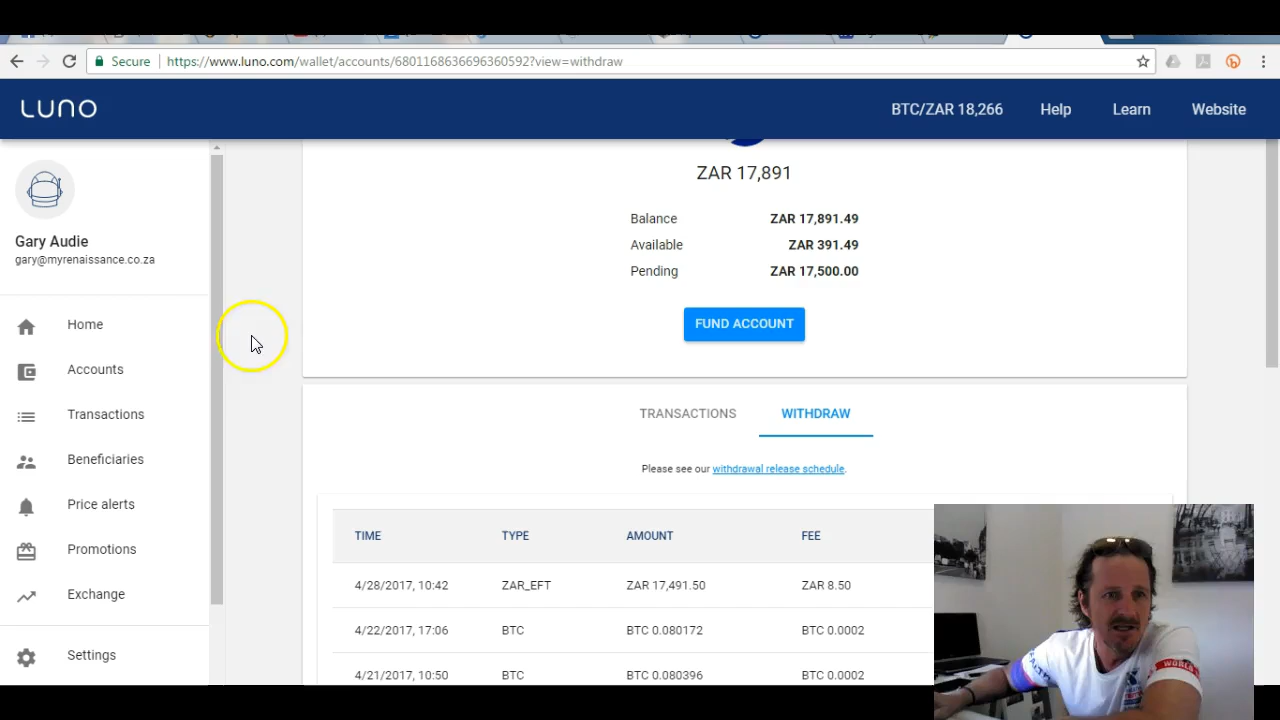 Secure
https://www.luno.com/wallet/accounts/6801168636696360592?view=withdraw
LUNO
BTC/ZAR 18,266
Help
Learn
Website
Gary Audie
gary@myrenaissance.co.za
Home
Accounts
Transactions
Beneficiaries
Price alerts
Promotions
Exchange
Settings
ZAR 17,891
Balance ZAR 17,891.49
Available ZAR 391.49
Pending ZAR 17,500.00
FUND ACCOUNT
TRANSACTIONS WITHDRAW
Please see our withdrawal release schedule.
TIME TYPE AMOUNT FEE
4/28/2017, 10:42 ZAR_EFT ZAR 17,491.50 ZAR 8.50
4/22/2017, 17:06 BTC BTC 0.080172 BTC 0.0002
4/21/2017, 10:50 BTC BTC 0.080396 BTC 0.0002